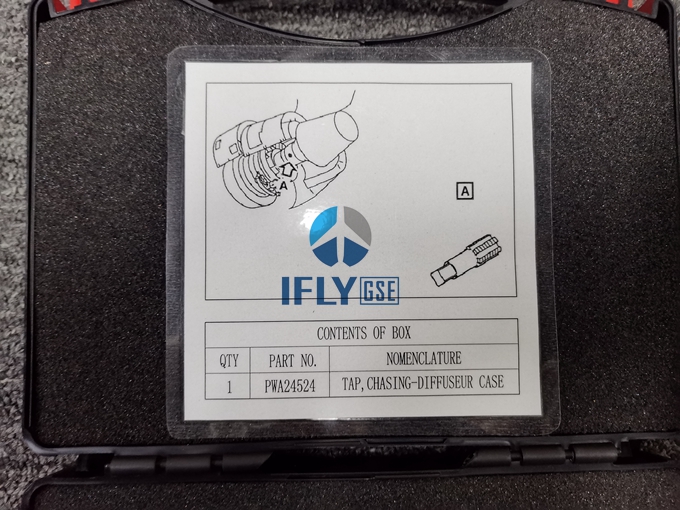 A
A
IFLY GSE
CONTENTS OF BOX
QTY PART NO. NOMENCLATURE
1 PWA24524 TAP,CHASING-DIFFUSEUR CASE